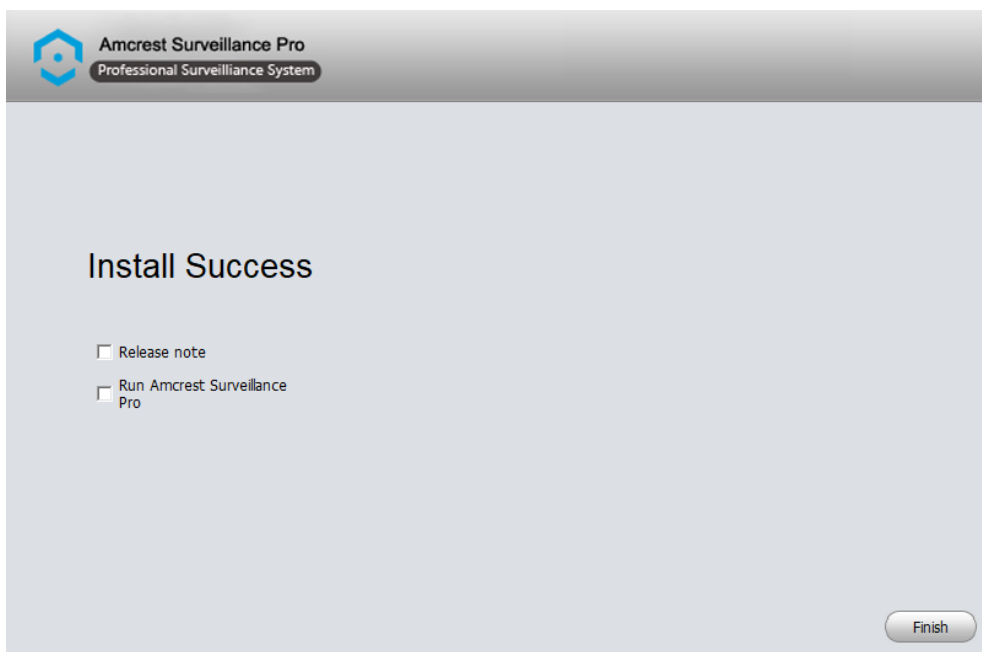 Amcrest Surveillance Pro
Professional Surveilliance System
Install Success
Release note
Run Amcrest Surveillance
Pro
Finish